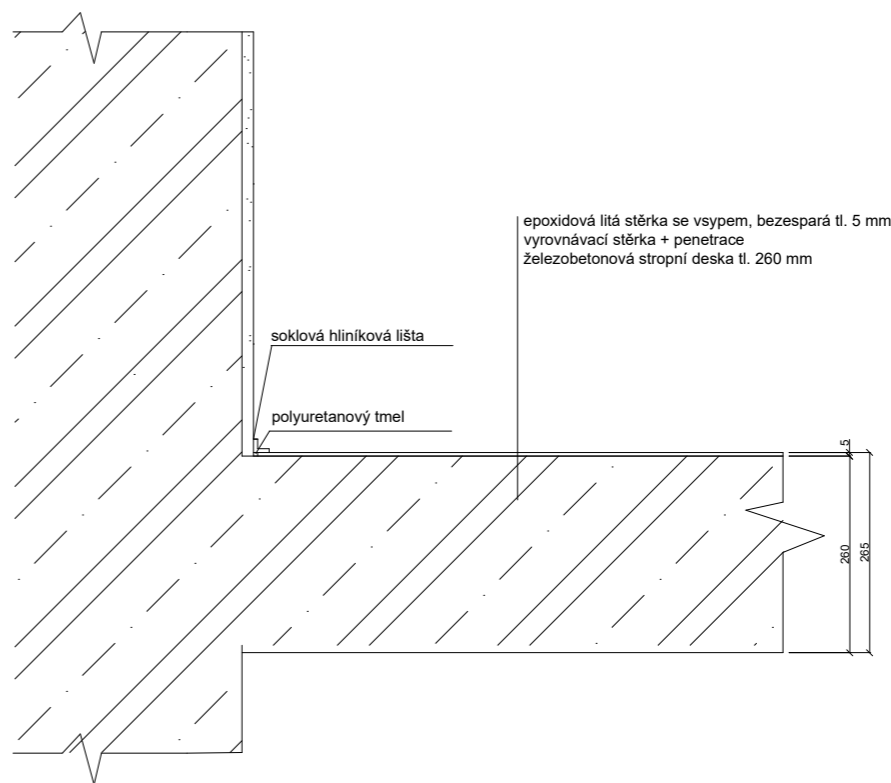 epoxidová litá stěrka se vsypem, bezespará tl. 5 mm
vyrovnávací stěrka + penetrace
železobetonová stropní deska tl. 260 mm
soklová hliníková lišta
polyuretanový tmel
5
260
265